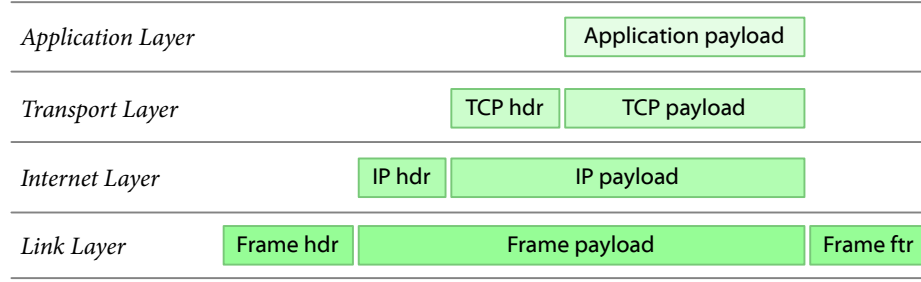 Application Layer Application payload
Transport Layer TCP hdr TCP payload
Internet Layer IP hdr IP payload
Link Layer Frame hdr Frame payload Frame ftr